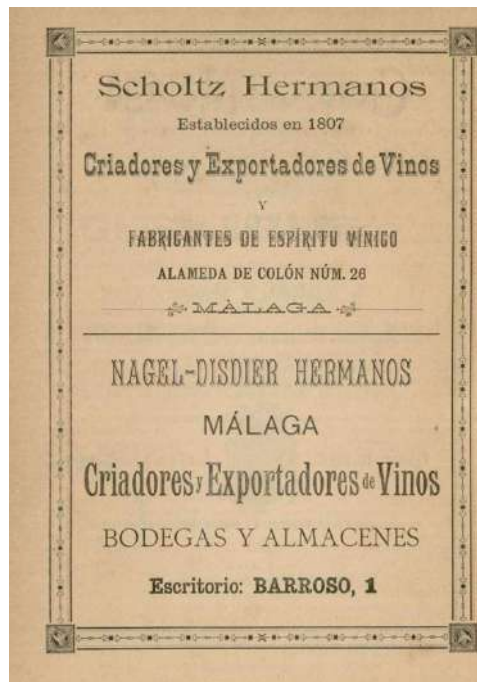 Scholtz Hermanos
Establecidos en 1807
Criadores y Exportadores de Vinos
Y
FABRICANTES DE ESPÍRITU VÍNICO
ALAMEDA DE COLÓN NÚM. 26
MÀLAGA
NAGEL-DISDIER HERMANOS
MÁLAGA
Criadores y Exportadores de Vinos
BODEGAS Y ALMACENES
Escritorio: BARROSO, 1